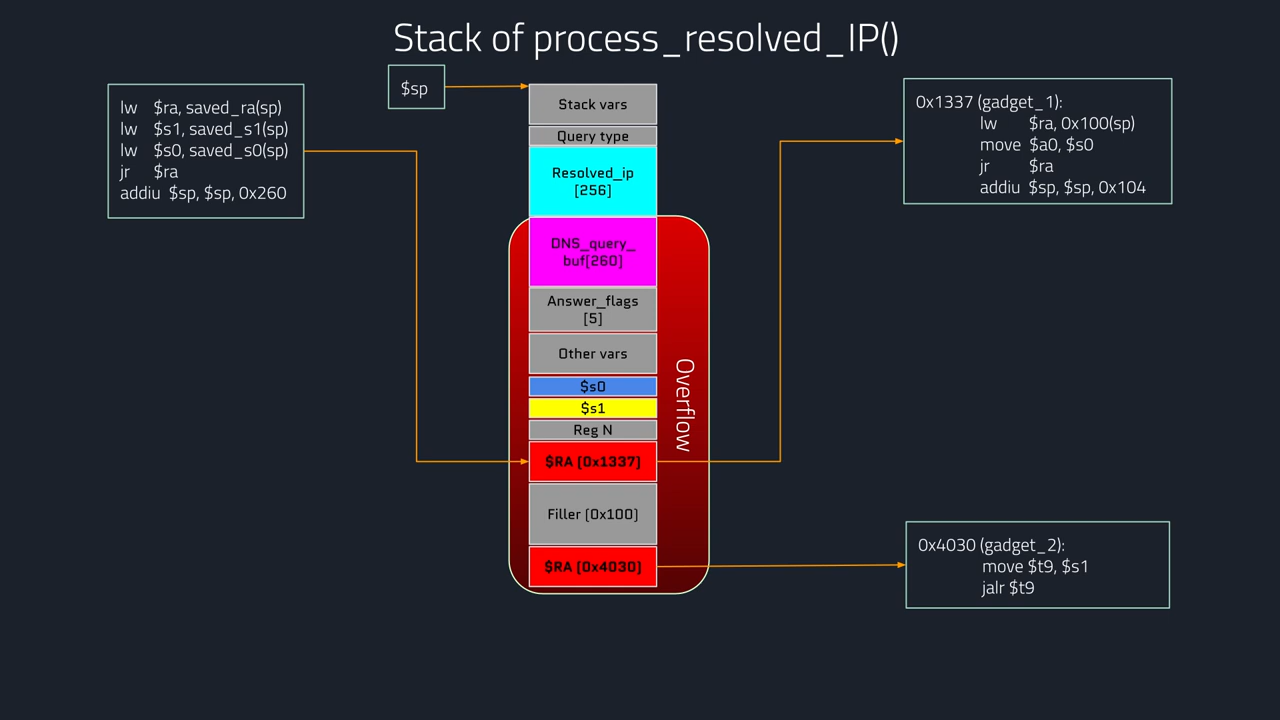 Stack of process_resolved_IP()
lw $ra, saved_ra(sp)
lw $s1, saved_s1(sp)
lw $s0, saved_s0(sp)
jr $ra
addiu $sp, $sp, 0x260
$sp
Stack vars
Query type
Resolved_ip
[256]
DNS_query_
buf[260]
Answer_flags
[5]
Other vars
$s0
$s1
Reg N
$RA [0x1337]
Filler [0x100]
$RA [0x4030]
Overflow
0x1337 (gadget_1):
lw $ra, 0x100(sp)
move $a0, $s0
jr $ra
addiu $sp, $sp, 0x104
0x4030 (gadget_2):
move $t9, $s1
jalr $t9